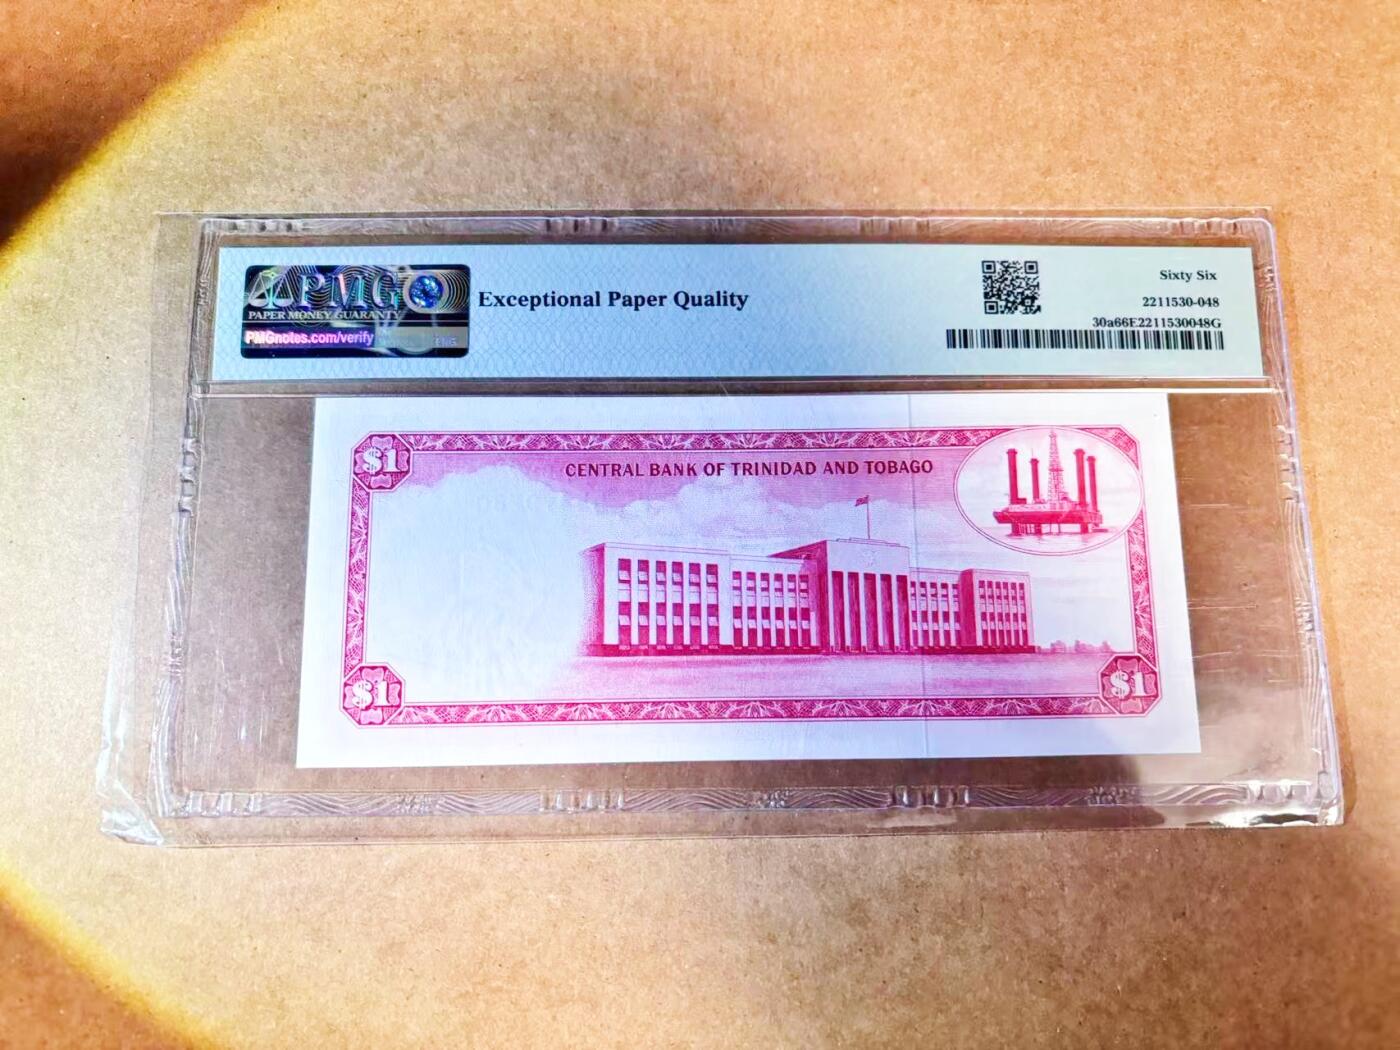 PMG
PAPER MONEY GUARANTY
PMGnotes.com/verify
ENG
Exceptional Paper Quality
Sixty Six
2211530-048
30a66E2211530048G
$1
CENTRAL BANK OF TRINIDAD AND TOBAGO
$1
$1